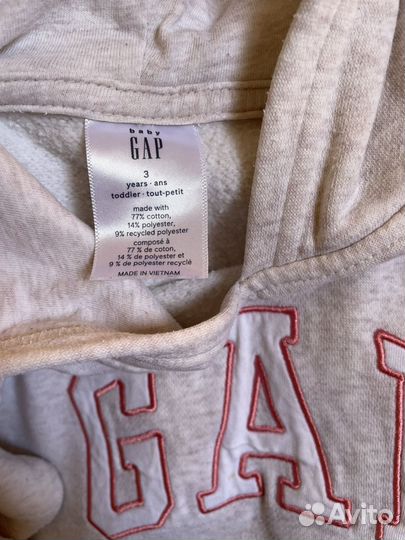 baby
GAP
3
years · ans
toddler · tout-petit
made with
77% cotton,
14% polyester,
9% recycled polyester
composé à
77 % de coton,
14 % de polyester et
9 % de polyester recyclé
MADE IN VIETNAM
GAP
Avito